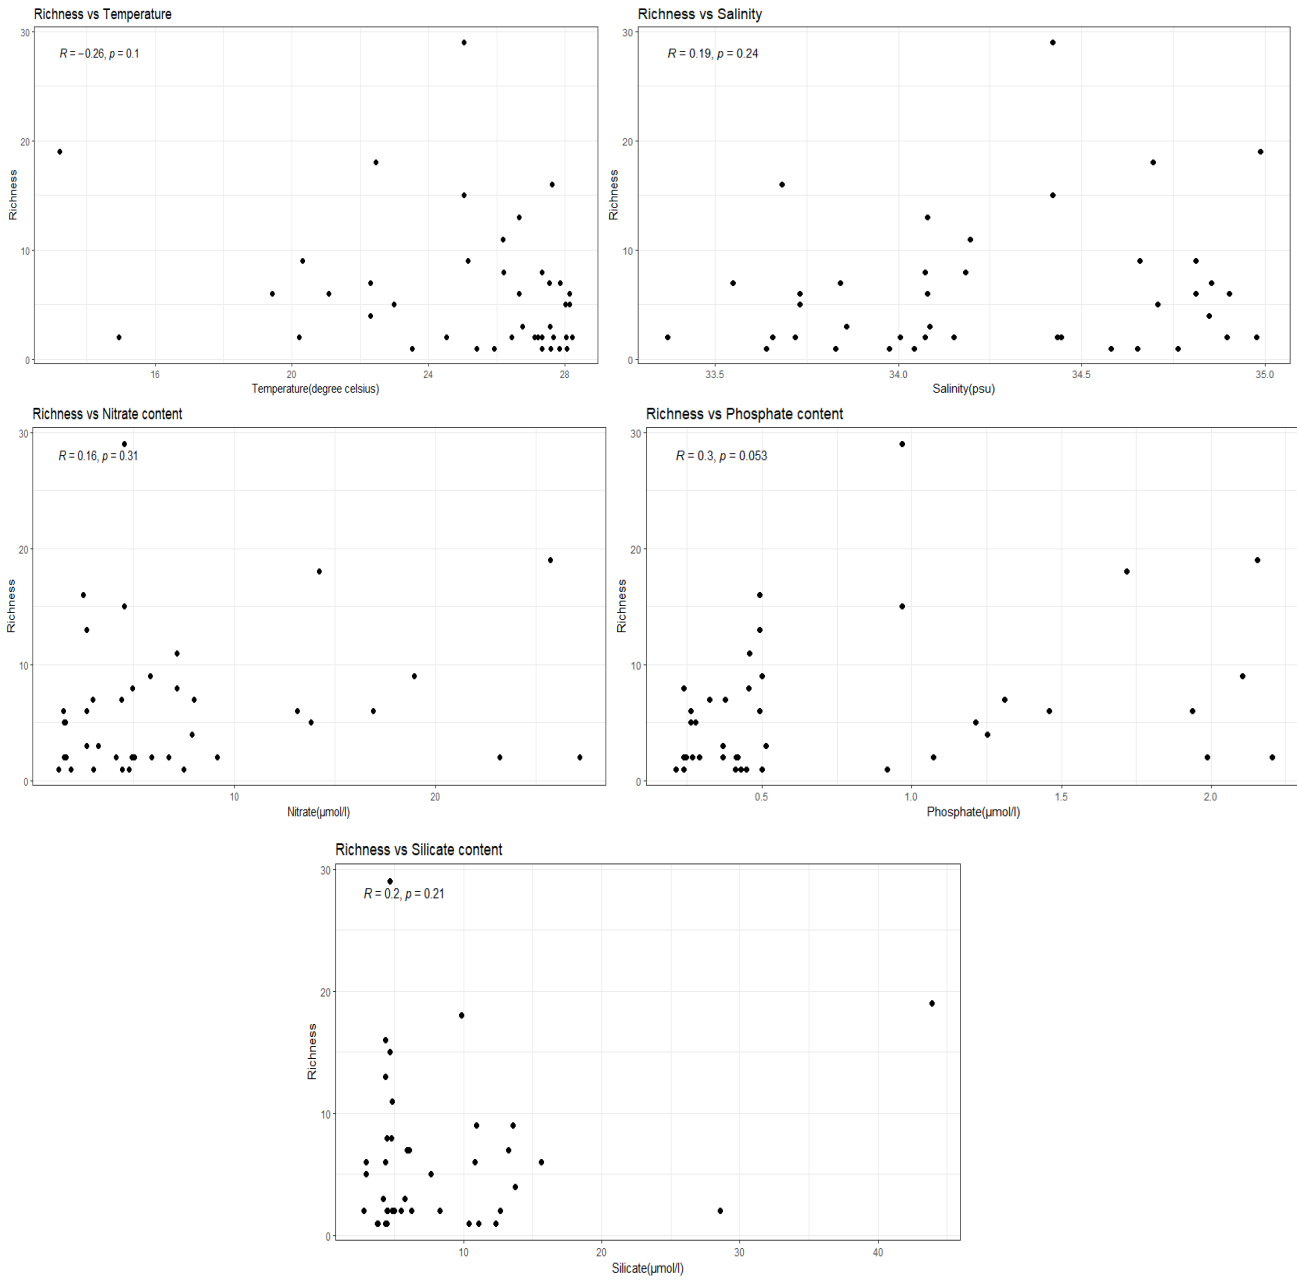 Richness vs Temperature
R = −0.26, p = 0.1
30
20
10
0
Richness
16
20
24
28
Temperature(degree celsius)
Richness vs Salinity
R = 0.19, p = 0.24
30
20
10
0
Richness
33.5
34.0
34.5
35.0
Salinity(psu)
Richness vs Nitrate content
R = 0.16, p = 0.31
30
20
10
0
Richness
10
20
Nitrate(µmol/l)
Richness vs Phosphate content
R = 0.3, p = 0.053
30
20
10
0
Richness
0.5
1.0
1.5
2.0
Phosphate(µmol/l)
Richness vs Silicate content
R = 0.2, p = 0.21
30
20
10
0
Richness
10
20
30
40
Silicate(µmol/l)